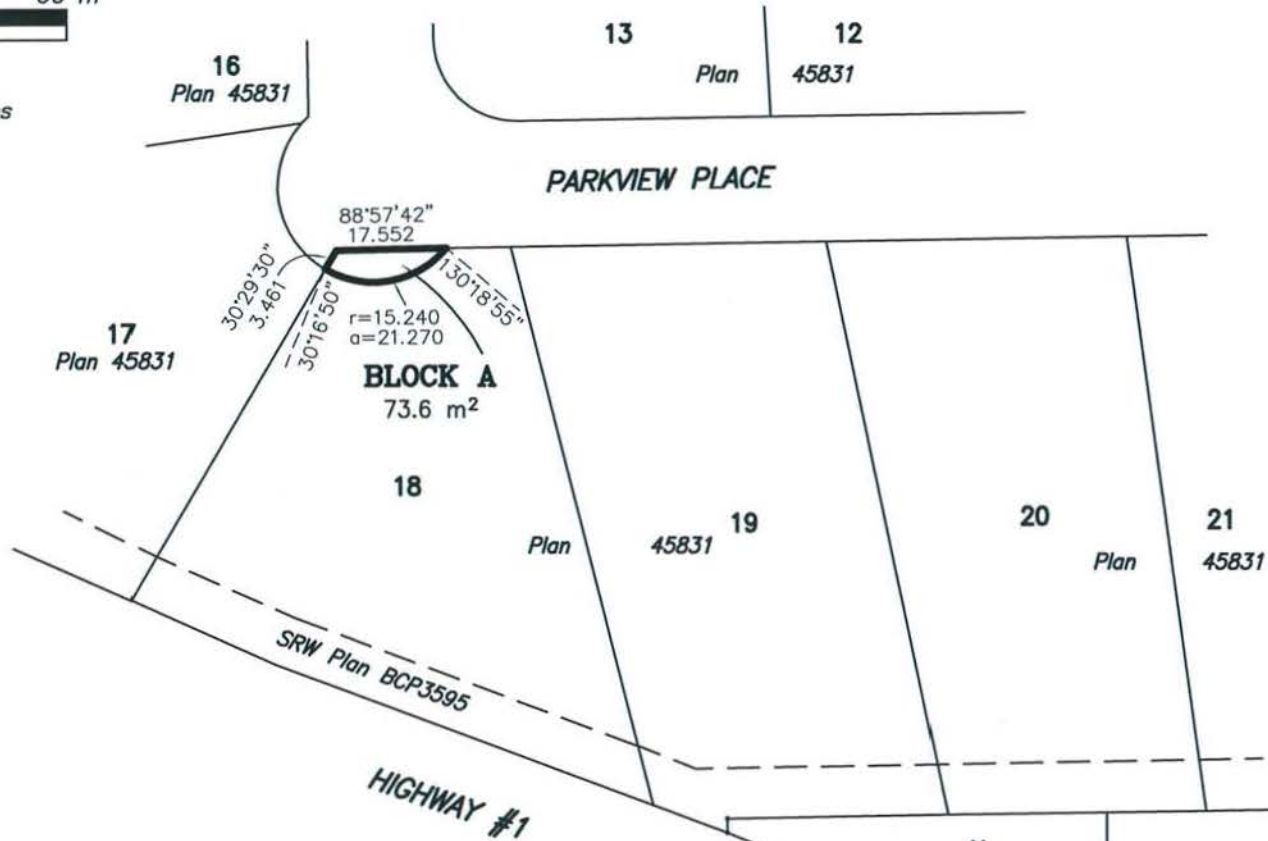 13
12
16
Plan 45831
Plan 45831
PARKVIEW PLACE
88°57'42"
17.552
30°29'30"
3.461
30°16'50"
130°18'55"
r=15.240
a=21.270
17
Plan 45831
BLOCK A
73.6 m²
18
19
20
21
Plan 45831
Plan 45831
SRW Plan BCP3595
HIGHWAY #1